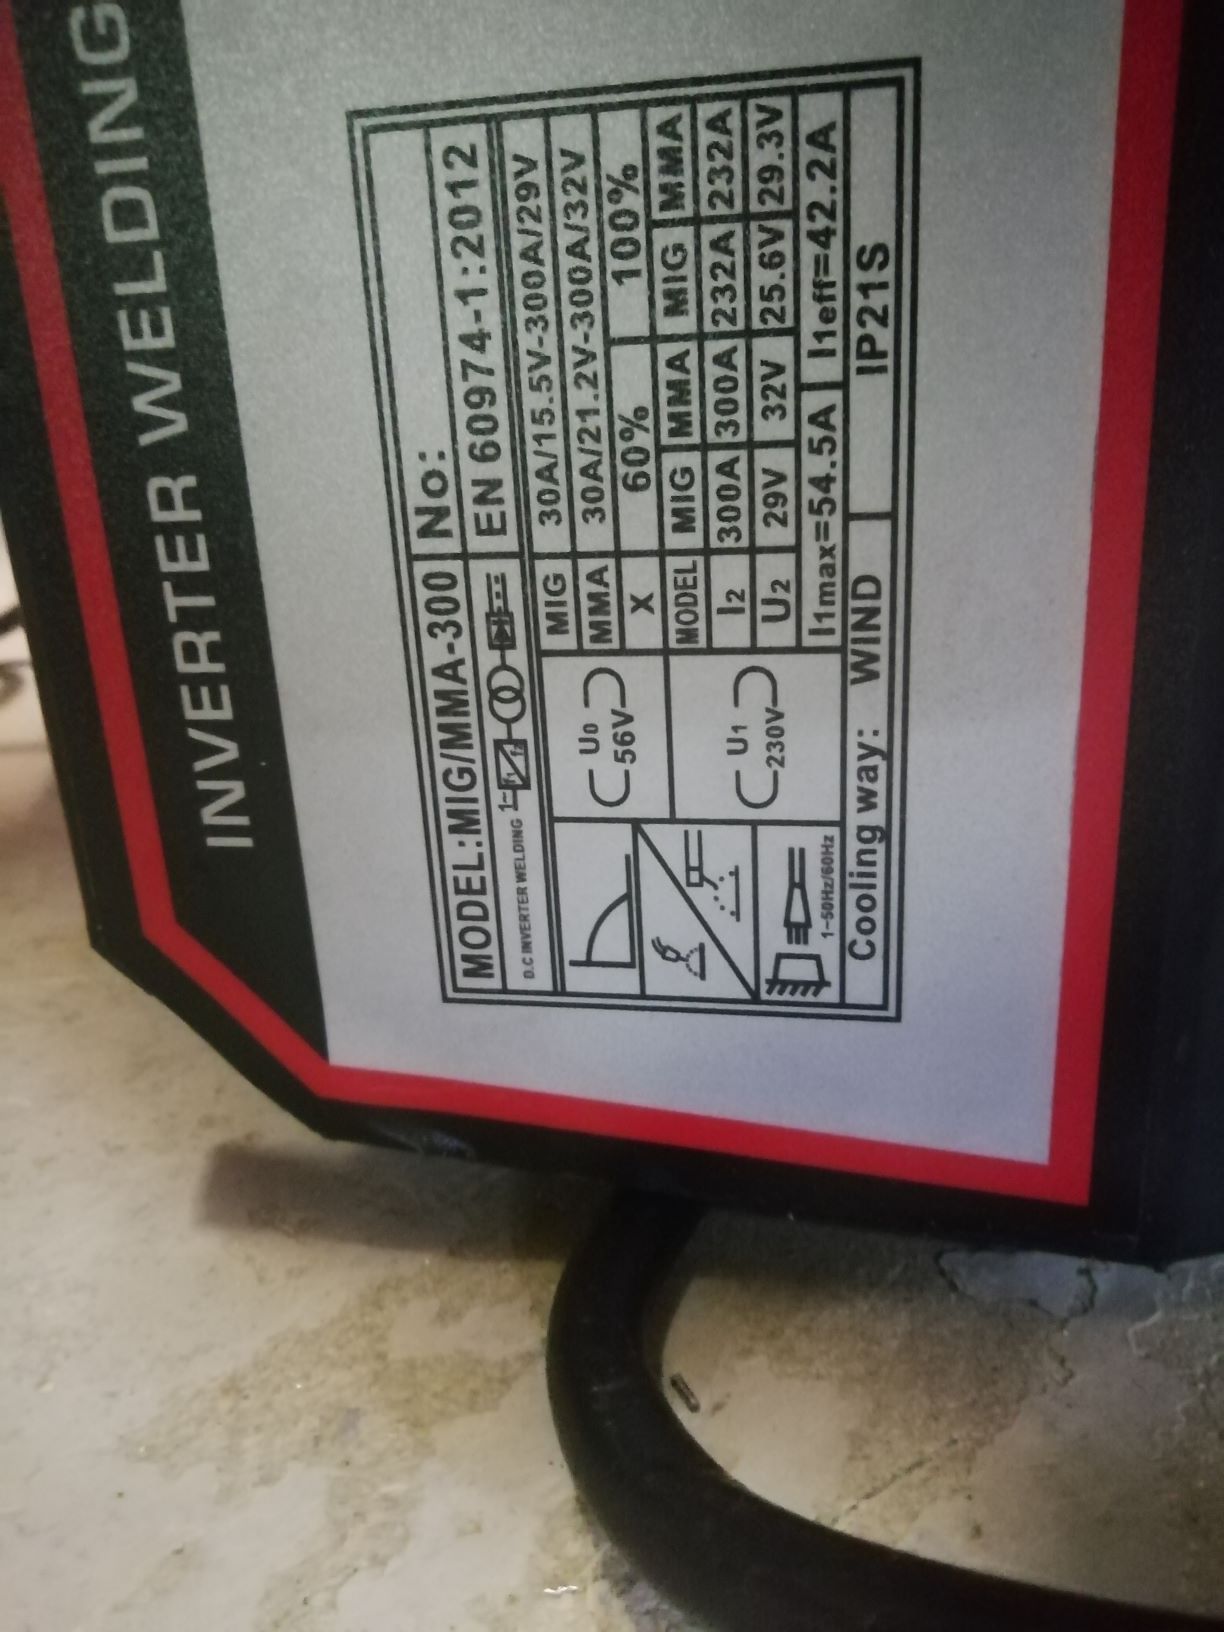 INVERTER WELDING
MODEL:MIG/MMA-300 No:
D.C INVERTER WELDING 1~ f1 f2 EN 60974-1:2012
U0 56V MIG 30A/15.5V-300A/29V
MMA 30A/21.2V-300A/32V
X 60% 100%
MODEL MIG MMA MIG MMA
U1 230V I2 300A 300A 232A 232A
U2 29V 32V 25.6V 29.3V
1~50Hz/60Hz I1max=54.5A I1eff=42.2A
Cooling way: WIND IP21S